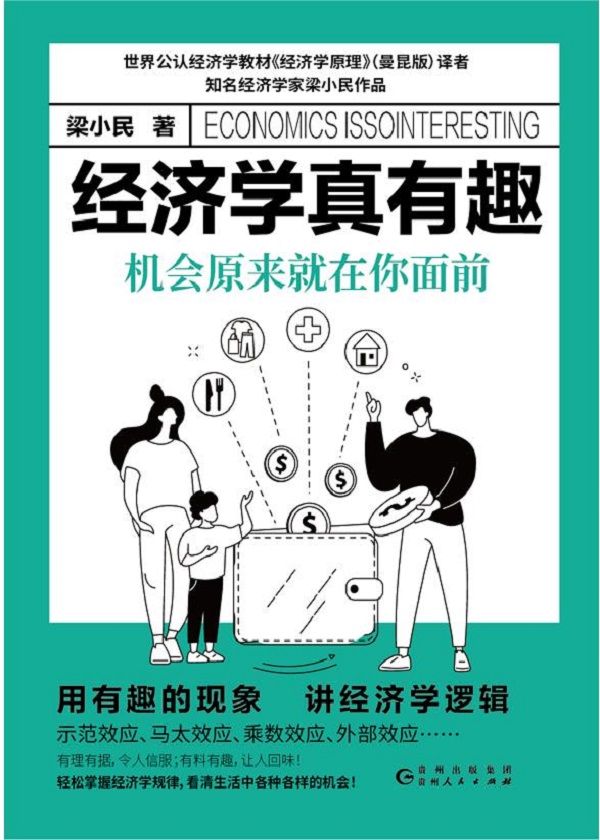 世界公认经济学教材《经济学原理》(曼昆版)译者
知名经济学家梁小民作品
梁小民 著
ECONOMICS ISSOINTERESTING
经济学真有趣
机会原来就在你面前
$
$
$
用有趣的现象 讲经济学逻辑
示范效应、马太效应、乘数效应、外部效应……
有理有据,令人信服;有料有趣,让人回味!
轻松掌握经济学规律,看清生活中各种各样的机会!
贵州出版集团
贵州人民出版社